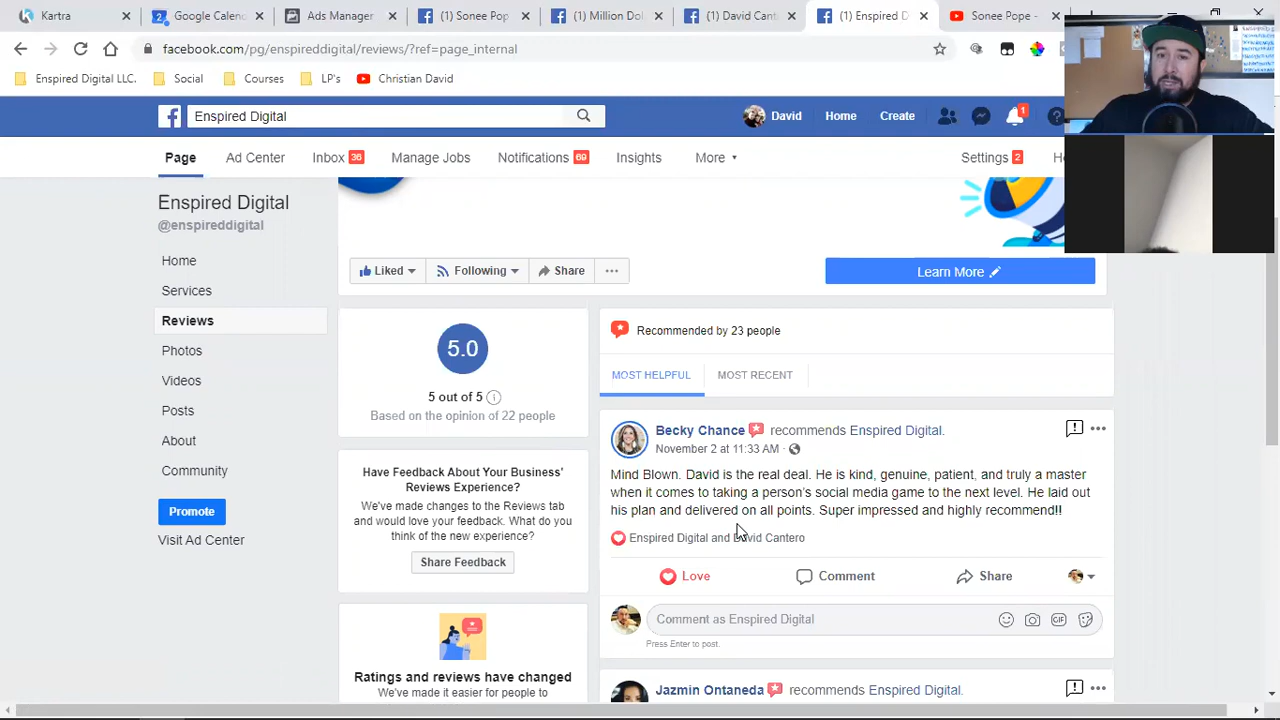 Kartra
Google Calen
Ads Manager
(1) Soñee Pop
(1) Million Do
(1) David Cant
(1) Enspired D
Soñee Pope -
facebook.com/pg/enspireddigital/reviews/?ref=page_internal
Enspired Digital LLC.
Social
Courses
LP's
Christian David
Enspired Digital
David
Home
Create
1
Page
Ad Center
Inbox 36
Manage Jobs
Notifications 69
Insights
More
Settings 2
Enspired Digital
@enspireddigital
Home
Services
Reviews
Photos
Videos
Posts
About
Community
Promote
Visit Ad Center
Liked
Following
Share
Learn More
5.0
5 out of 5
Based on the opinion of 22 people
Have Feedback About Your Business'
Reviews Experience?
We've made changes to the Reviews tab
and would love your feedback. What do you
think of the new experience?
Share Feedback
Ratings and reviews have changed
We've made it easier for people to
Recommended by 23 people
MOST HELPFUL
MOST RECENT
Becky Chance recommends Enspired Digital.
November 2 at 11:33 AM
Mind Blown. David is the real deal. He is kind, genuine, patient, and truly a master
when it comes to taking a person's social media game to the next level. He laid out
his plan and delivered on all points. Super impressed and highly recommend!!
Enspired Digital and David Cantero
Love
Comment
Share
Comment as Enspired Digital
GIF
Press Enter to post.
Jazmin Ontaneda recommends Enspired Digital.